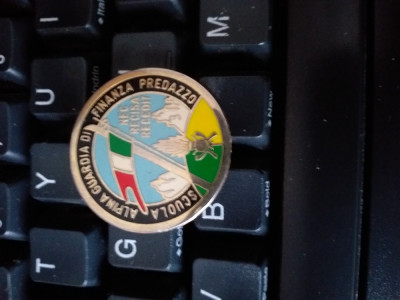 SCUOLA ALPINA GUARDIA DI FINANZA PREDAZZO
NEC
RECISA
RECEDIT
U
M
Y
T
G
B